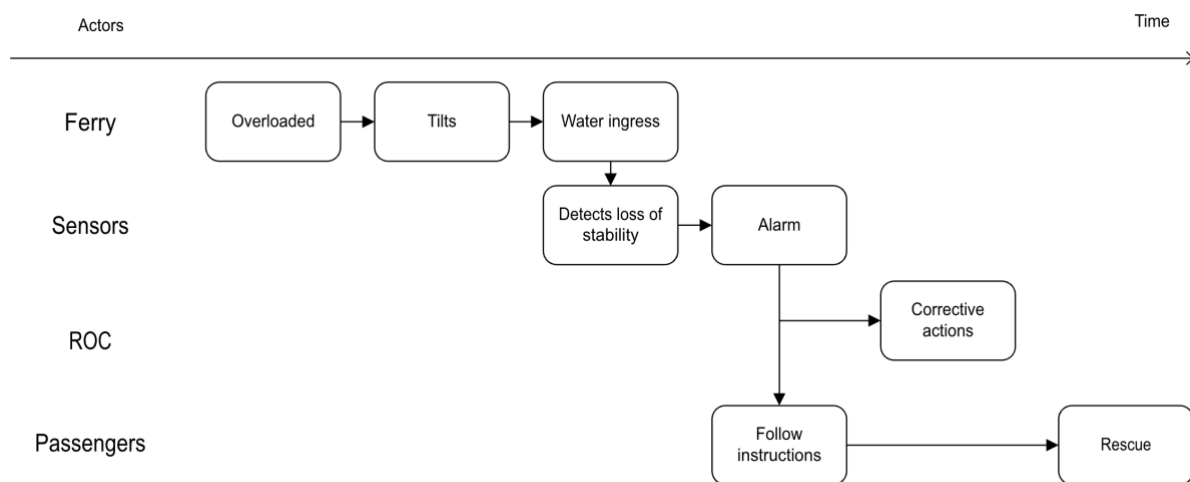 Actors
Time
Ferry
Overloaded
Tilts
Water ingress
Sensors
Detects loss of
stability
Alarm
ROC
Corrective
actions
Passengers
Follow
instructions
Rescue